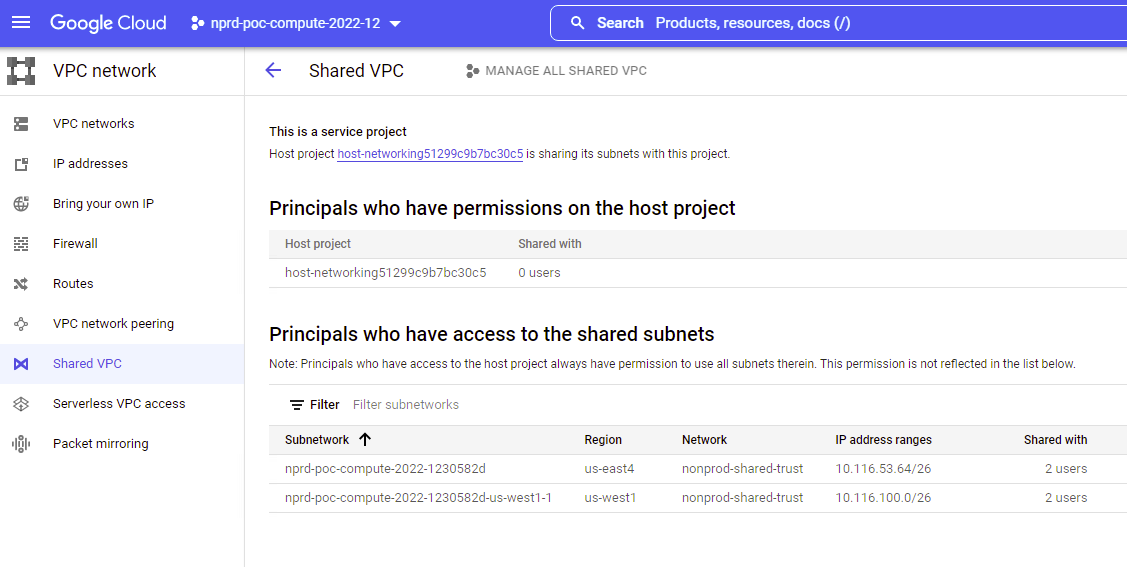 Google Cloud nprd-poc-compute-2022-12 Search Products, resources, docs (/)
VPC network
VPC networks
IP addresses
Bring your own IP
Firewall
Routes
VPC network peering
Shared VPC
Serverless VPC access
Packet mirroring
Shared VPC MANAGE ALL SHARED VPC
This is a service project
Host project host-networking51299c9b7bc30c5 is sharing its subnets with this project.
Principals who have permissions on the host project
Host project Shared with
host-networking51299c9b7bc30c5 0 users
Principals who have access to the shared subnets
Note: Principals who have access to the host project always have permission to use all subnets therein. This permission is not reflected in the list below.
Filter Filter subnetworks
Subnetwork Region Network IP address ranges Shared with
nprd-poc-compute-2022-1230582d us-east4 nonprod-shared-trust 10.116.53.64/26 2 users
nprd-poc-compute-2022-1230582d-us-west1-1 us-west1 nonprod-shared-trust 10.116.100.0/26 2 users